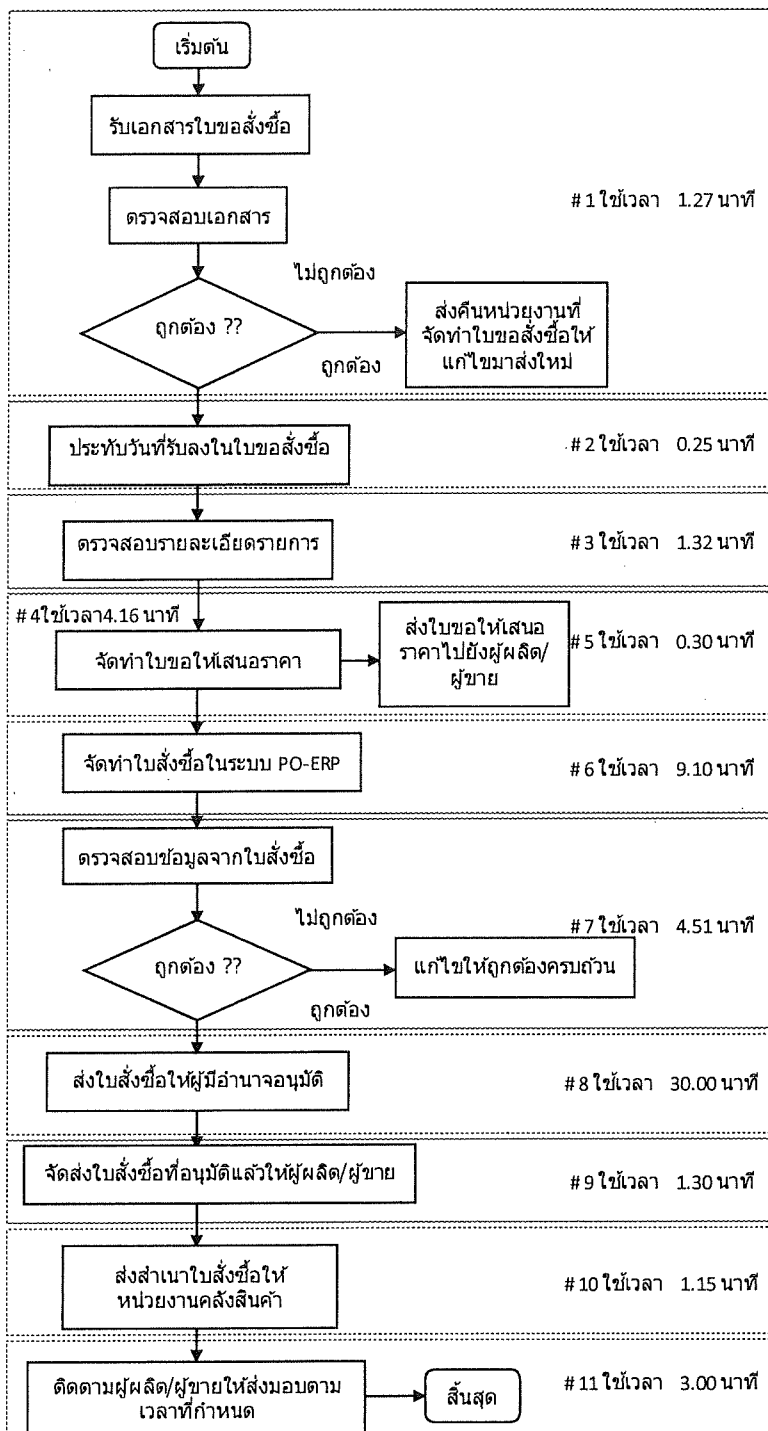 เริ่มต้น
รับเอกสารใบขอสั่งซื้อ
ตรวจสอบเอกสาร
# 1 ใช้เวลา 1.27 นาที
ไม่ถูกต้อง
ถูกต้อง ??
ส่งคืนหน่วยงานที่
จัดทำใบขอสั่งซื้อให้
แก้ไขมาส่งใหม่
ถูกต้อง
ประทับวันที่รับลงในใบขอสั่งซื้อ
# 2 ใช้เวลา 0.25 นาที
ตรวจสอบรายละเอียดรายการ
# 3 ใช้เวลา 1.32 นาที
# 4ใช้เวลา4.16 นาที
จัดทำใบขอให้เสนอราคา
ส่งใบขอให้เสนอ
ราคาไปยังผู้ผลิต/
ผู้ขาย
# 5 ใช้เวลา 0.30 นาที
จัดทำใบสั่งซื้อในระบบ PO-ERP
# 6 ใช้เวลา 9.10 นาที
ตรวจสอบข้อมูลจากใบสั่งซื้อ
ไม่ถูกต้อง
# 7 ใช้เวลา 4.51 นาที
ถูกต้อง ??
แก้ไขให้ถูกต้องครบถ้วน
ถูกต้อง
ส่งใบสั่งซื้อให้ผู้มีอำนาจอนุมัติ
# 8 ใช้เวลา 30.00 นาที
จัดส่งใบสั่งซื้อที่อนุมัติแล้วให้ผู้ผลิต/ผู้ขาย
# 9 ใช้เวลา 1.30 นาที
ส่งสำเนาใบสั่งซื้อให้
หน่วยงานคลังสินค้า
# 10 ใช้เวลา 1.15 นาที
ติดตามผู้ผลิต/ผู้ขายให้ส่งมอบตาม
เวลาที่กำหนด
สิ้นสุด
# 11 ใช้เวลา 3.00 นาที